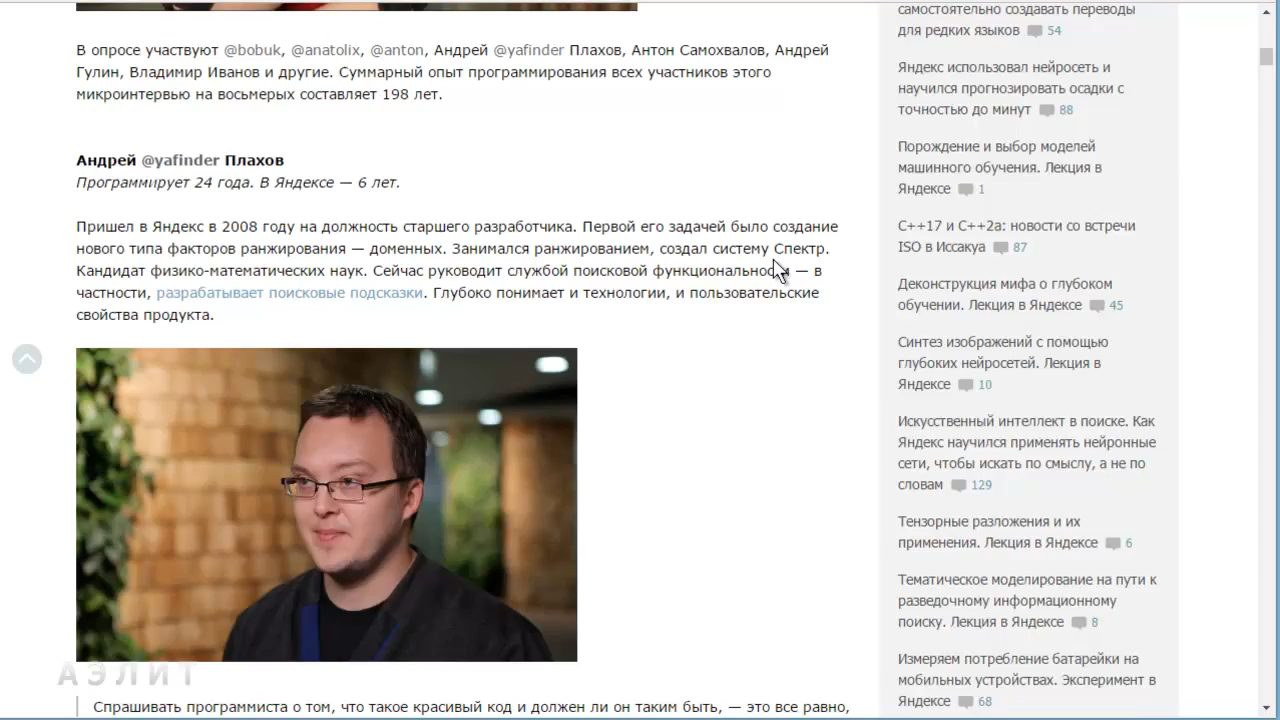 В опросе участвуют @bobuk, @anatolix, @anton, Андрей @yafinder Плахов, Антон Самохвалов, Андрей
Гулин, Владимир Иванов и другие. Суммарный опыт программирования всех участников этого
микроинтервью на восьмерых составляет 198 лет.
Андрей @yafinder Плахов
Программирует 24 года. В Яндексе — 6 лет.
Пришел в Яндекс в 2008 году на должность старшего разработчика. Первой его задачей было создание
нового типа факторов ранжирования — доменных. Занимался ранжированием, создал систему Спектр.
Кандидат физико-математических наук. Сейчас руководит службой поисковой функциональности — в
частности, разрабатывает поисковые подсказки. Глубоко понимает и технологии, и пользовательские
свойства продукта.
АЭЛИТ
Спрашивать программиста о том, что такое красивый код и должен ли он таким быть, — это все равно,
самостоятельно создавать переводы
для редких языков 54
Яндекс использовал нейросеть и
научился прогнозировать осадки с
точностью до минут 88
Порождение и выбор моделей
машинного обучения. Лекция в
Яндексе 1
C++17 и C++2a: новости со встречи
ISO в Иссакуа 87
Деконструкция мифа о глубоком
обучении. Лекция в Яндексе 45
Синтез изображений с помощью
глубоких нейросетей. Лекция в
Яндексе 10
Искусственный интеллект в поиске. Как
Яндекс научился применять нейронные
сети, чтобы искать по смыслу, а не по
словам 129
Тензорные разложения и их
применения. Лекция в Яндексе 6
Тематическое моделирование на пути к
разведочному информационному
поиску. Лекция в Яндексе 8
Измеряем потребление батарейки на
мобильных устройствах. Эксперимент в
Яндексе 68